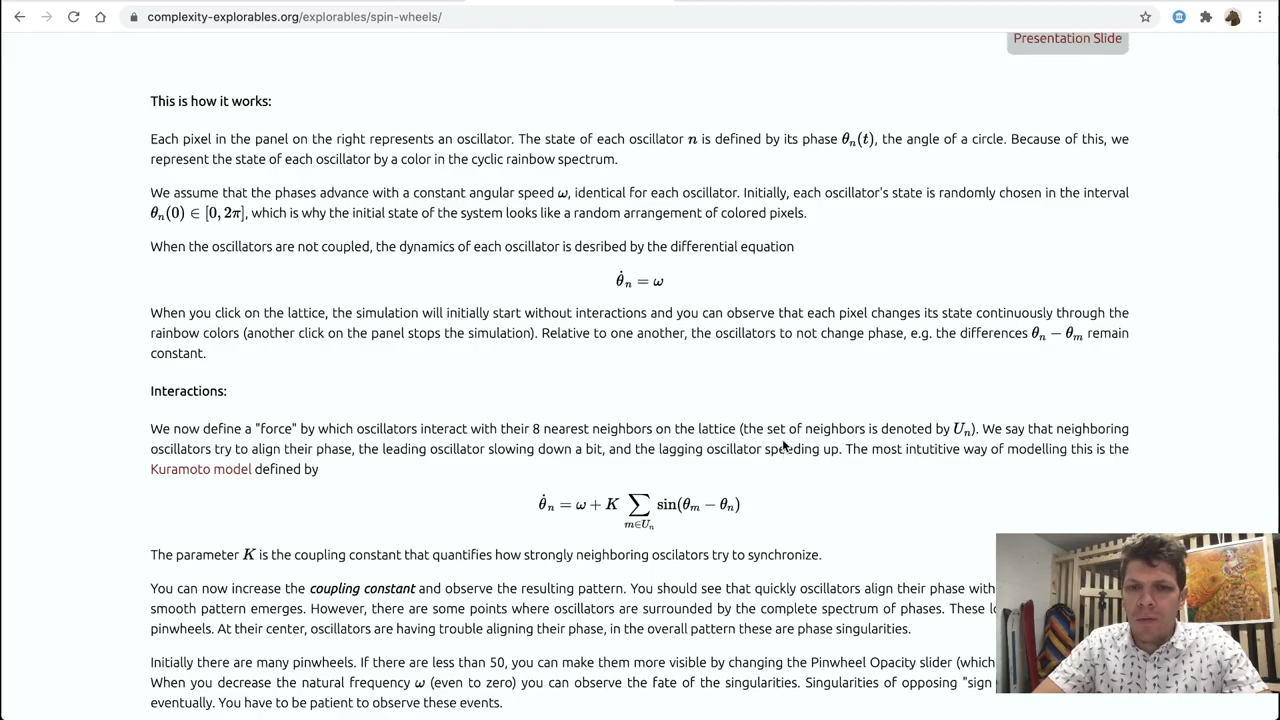 complexity-explorables.org/explorables/spin-wheels/
Presentation Slide
This is how it works:
Each pixel in the panel on the right represents an oscillator. The state of each oscillator n is defined by its phase θₙ(t), the angle of a circle. Because of this, we
represent the state of each oscillator by a color in the cyclic rainbow spectrum.
We assume that the phases advance with a constant angular speed ω, identical for each oscillator. Initially, each oscillator's state is randomly chosen in the interval
θₙ(0) ∈ [0, 2π], which is why the initial state of the system looks like a random arrangement of colored pixels.
When the oscillators are not coupled, the dynamics of each oscillator is desribed by the differential equation
θ̇ₙ = ω
When you click on the lattice, the simulation will initially start without interactions and you can observe that each pixel changes its state continuously through the
rainbow colors (another click on the panel stops the simulation). Relative to one another, the oscillators to not change phase, e.g. the differences θₙ − θₘ remain
constant.
Interactions:
We now define a "force" by which oscillators interact with their 8 nearest neighbors on the lattice (the set of neighbors is denoted by Uₙ). We say that neighboring
oscillators try to align their phase, the leading oscillator slowing down a bit, and the lagging oscillator speeding up. The most intutitive way of modelling this is the
Kuramoto model defined by
θ̇ₙ = ω + K ∑ sin(θₘ − θₙ)
m∈Uₙ
The parameter K is the coupling constant that quantifies how strongly neighboring oscilators try to synchronize.
You can now increase the coupling constant and observe the resulting pattern. You should see that quickly oscillators align their phase with
smooth pattern emerges. However, there are some points where oscillators are surrounded by the complete spectrum of phases. These
pinwheels. At their center, oscillators are having trouble aligning their phase, in the overall pattern these are phase singularities.
Initially there are many pinwheels. If there are less than 50, you can make them more visible by changing the Pinwheel Opacity slider (which
When you decrease the natural frequency ω (even to zero) you can observe the fate of the singularities. Singularities of opposing "sign
eventually. You have to be patient to observe these events.